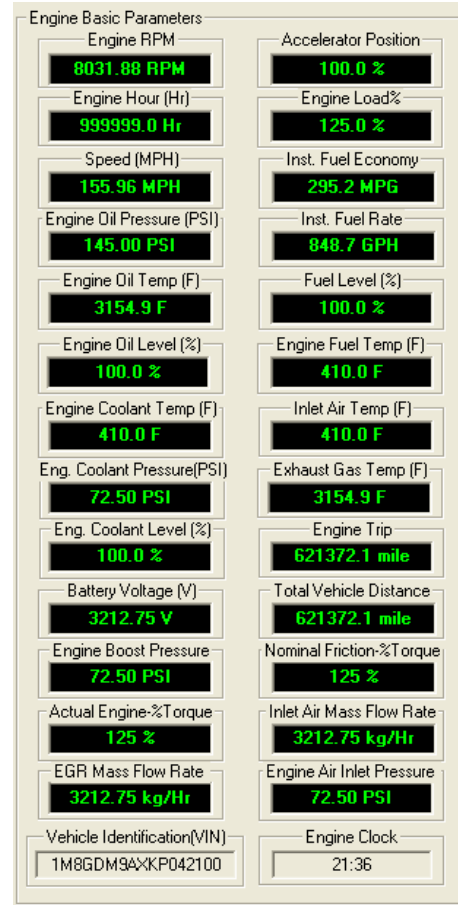 Engine Basic Parameters
Engine RPM
8031.88 RPM
Accelerator Position
100.0 %
Engine Hour (Hr)
999999.0 Hr
Engine Load%
125.0 %
Speed (MPH)
155.96 MPH
Inst. Fuel Economy
295.2 MPG
Engine Oil Pressure (PSI)
145.00 PSI
Inst. Fuel Rate
848.7 GPH
Engine Oil Temp (F)
3154.9 F
Fuel Level (%)
100.0 %
Engine Oil Level (%)
100.0 %
Engine Fuel Temp (F)
410.0 F
Engine Coolant Temp (F)
410.0 F
Inlet Air Temp (F)
410.0 F
Eng. Coolant Pressure(PSI)
72.50 PSI
Exhaust Gas Temp (F)
3154.9 F
Eng. Coolant Level (%)
100.0 %
Engine Trip
621372.1 mile
Battery Voltage (V)
3212.75 V
Total Vehicle Distance
621372.1 mile
Engine Boost Pressure
72.50 PSI
Nominal Friction-%Torque
125 %
Actual Engine-%Torque
125 %
Inlet Air Mass Flow Rate
3212.75 kg/Hr
EGR Mass Flow Rate
3212.75 kg/Hr
Engine Air Inlet Pressure
72.50 PSI
Vehicle Identification(VIN)
1M8GDM9AXKP042100
Engine Clock
21:36